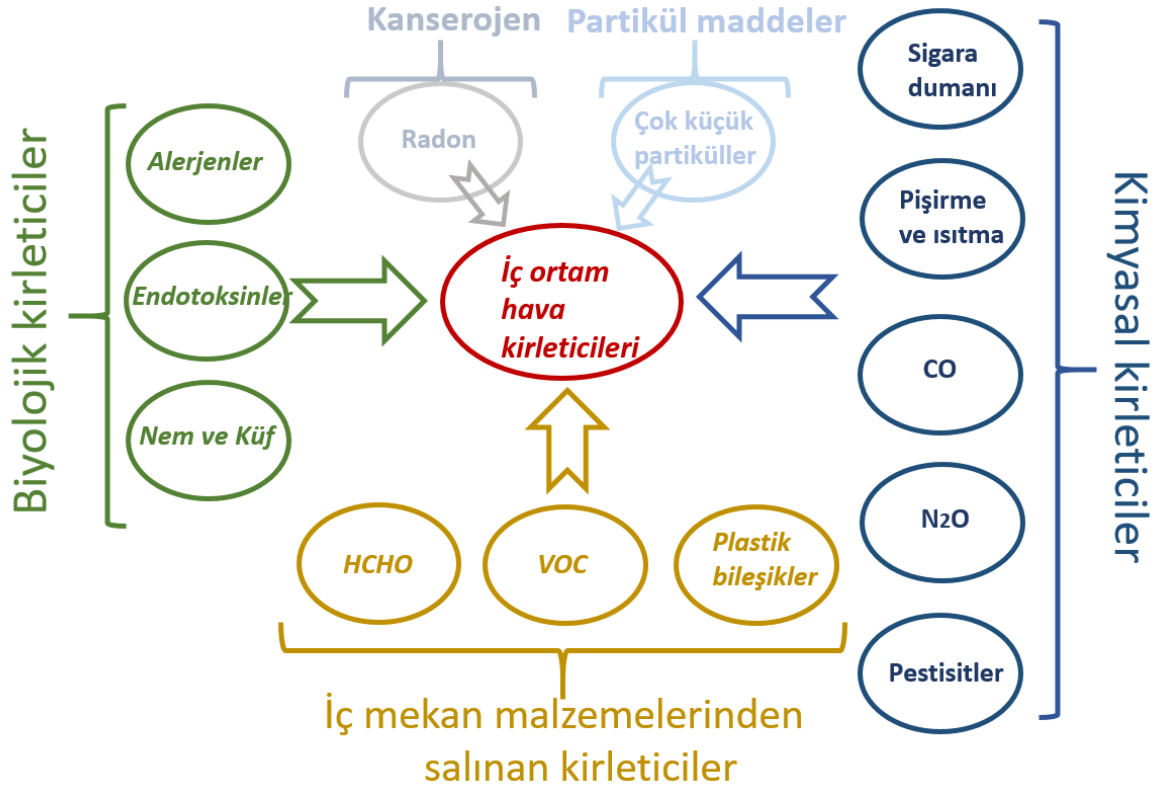 Kanserojen
Partikül maddeler
Radon
Çok küçük
partiküller
Biyolojik kirleticiler
Alerjenler
Endotoksinler
Nem ve Küf
İç ortam
hava
kirleticileri
Sigara
dumanı
Pişirme
ve ısıtma
CO
N2O
Pestisitler
Kimyasal kirleticiler
HCHO
VOC
Plastik
bileşikler
İç mekan malzemelerinden
salınan kirleticiler